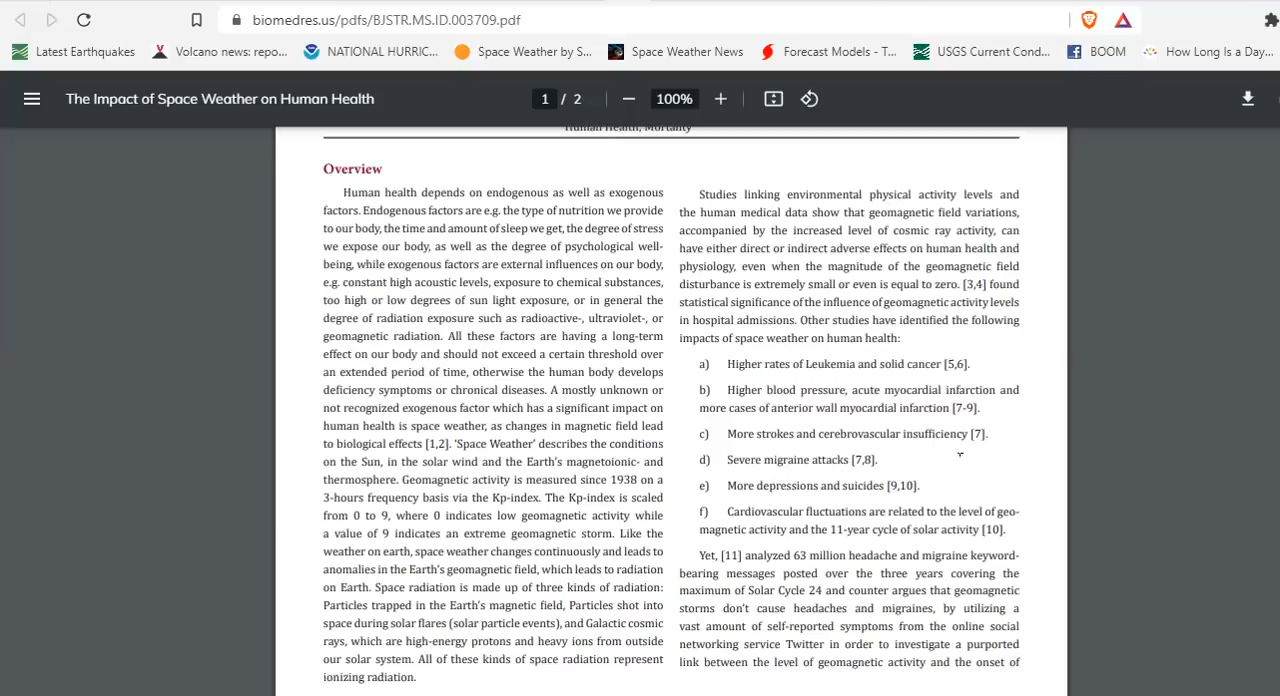 biomedres.us/pdfs/BJSTR.MS.ID.003709.pdf
Latest Earthquakes
Volcano news: repo...
NATIONAL HURRIC...
Space Weather by S...
Space Weather News
Forecast Models - T...
USGS Current Cond...
BOOM
How Long Is a Day...
The Impact of Space Weather on Human Health
1 / 2
100%
Human Health, Mortality
Overview
Human health depends on endogenous as well as exogenous
factors. Endogenous factors are e.g. the type of nutrition we provide
to our body, the time and amount of sleep we get, the degree of stress
we expose our body, as well as the degree of psychological well-
being, while exogenous factors are external influences on our body,
e.g. constant high acoustic levels, exposure to chemical substances,
too high or low degrees of sun light exposure, or in general the
degree of radiation exposure such as radioactive-, ultraviolet-, or
geomagnetic radiation. All these factors are having a long-term
effect on our body and should not exceed a certain threshold over
an extended period of time, otherwise the human body develops
deficiency symptoms or chronical diseases. A mostly unknown or
not recognized exogenous factor which has a significant impact on
human health is space weather, as changes in magnetic field lead
to biological effects [1,2]. ‘Space Weather’ describes the conditions
on the Sun, in the solar wind and the Earth’s magnetoionic- and
thermosphere. Geomagnetic activity is measured since 1938 on a
3-hours frequency basis via the Kp-index. The Kp-index is scaled
from 0 to 9, where 0 indicates low geomagnetic activity while
a value of 9 indicates an extreme geomagnetic storm. Like the
weather on earth, space weather changes continuously and leads to
anomalies in the Earth’s geomagnetic field, which leads to radiation
on Earth. Space radiation is made up of three kinds of radiation:
Particles trapped in the Earth’s magnetic field, Particles shot into
space during solar flares (solar particle events), and Galactic cosmic
rays, which are high-energy protons and heavy ions from outside
our solar system. All of these kinds of space radiation represent
ionizing radiation.
Studies linking environmental physical activity levels and
the human medical data show that geomagnetic field variations,
accompanied by the increased level of cosmic ray activity, can
have either direct or indirect adverse effects on human health and
physiology, even when the magnitude of the geomagnetic field
disturbance is extremely small or even is equal to zero. [3,4] found
statistical significance of the influence of geomagnetic activity levels
in hospital admissions. Other studies have identified the following
impacts of space weather on human health:
a) Higher rates of Leukemia and solid cancer [5,6].
b) Higher blood pressure, acute myocardial infarction and
more cases of anterior wall myocardial infarction [7-9].
c) More strokes and cerebrovascular insufficiency [7].
d) Severe migraine attacks [7,8].
e) More depressions and suicides [9,10].
f) Cardiovascular fluctuations are related to the level of geo-
magnetic activity and the 11-year cycle of solar activity [10].
Yet, [11] analyzed 63 million headache and migraine keyword-
bearing messages posted over the three years covering the
maximum of Solar Cycle 24 and counter argues that geomagnetic
storms don’t cause headaches and migraines, by utilizing a
vast amount of self-reported symptoms from the online social
networking service Twitter in order to investigate a purported
link between the level of geomagnetic activity and the onset of